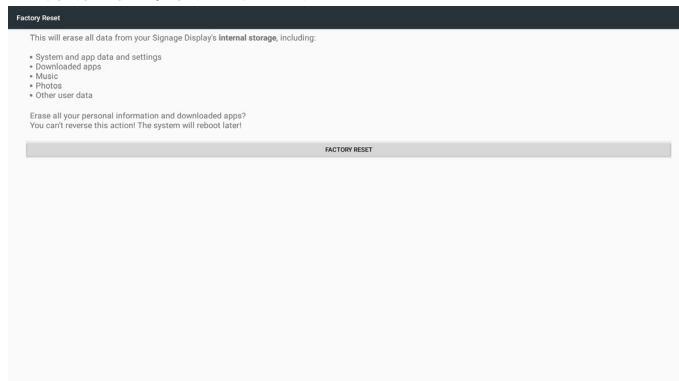 Factory Reset
This will erase all data from your Signage Display's internal storage, including:
• System and app data and settings
• Downloaded apps
• Music
• Photos
• Other user data
Erase all your personal information and downloaded apps?
You can't reverse this action! The system will reboot later!
FACTORY RESET